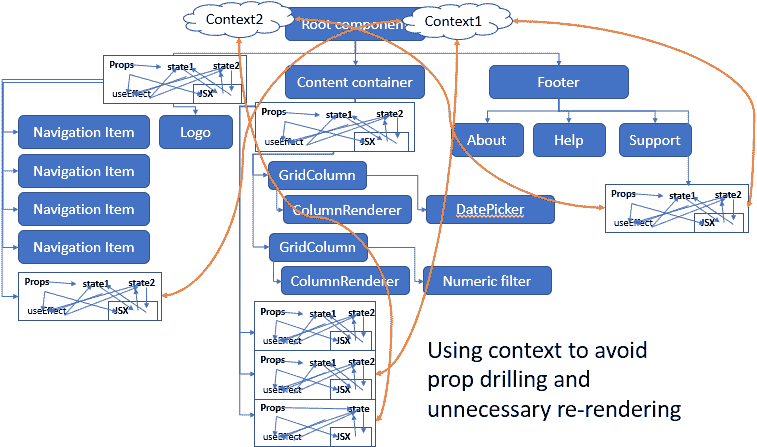 Context2
Root component
Context1
Props
state1
state2
useEffect
JSX
Content container
Footer
Navigation Item
Logo
Props
state1
state2
useEffect
JSX
About
Help
Support
Navigation Item
GridColumn
Props
state1
state2
useEffect
JSX
Navigation Item
ColumnRenderer
DatePicker
Navigation Item
GridColumn
Props
state1
state2
useEffect
JSX
ColumnRenderer
Numeric filter
Props
state1
state2
useEffect
JSX
Props
state1
state2
useEffect
JSX
Props
state
useEffect
JSX
Using context to avoid
prop drilling and
unnecessary re-rendering